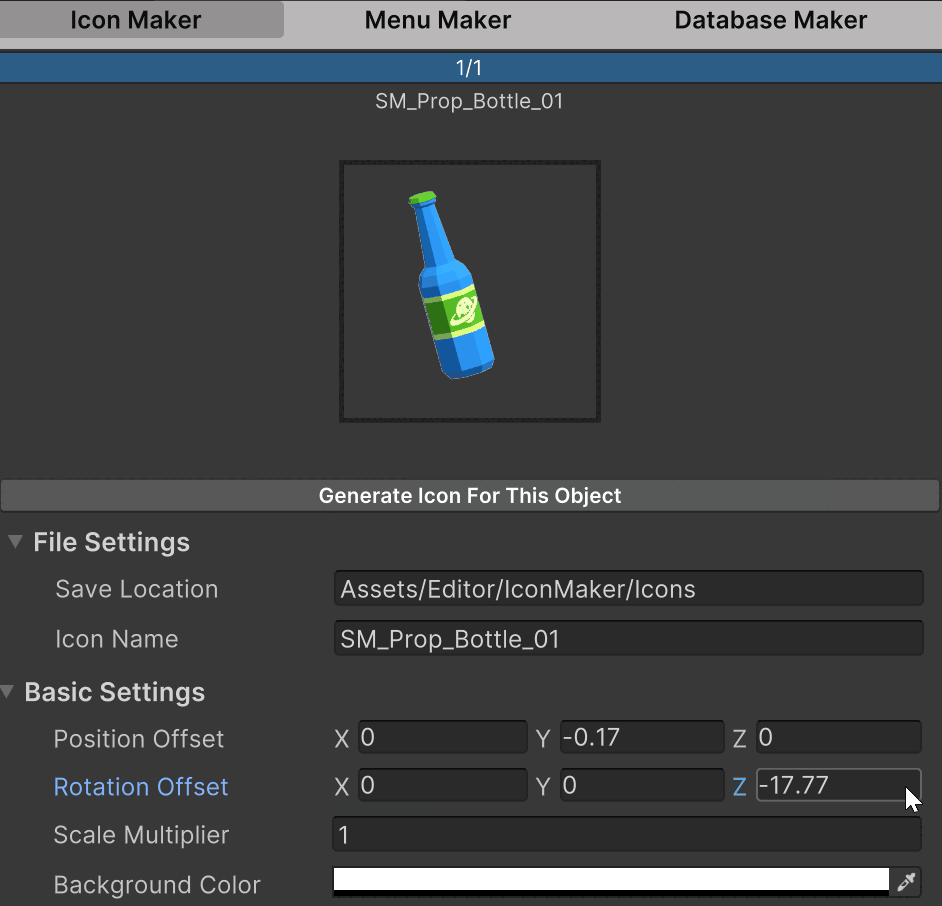 Icon Maker Menu Maker Database Maker
1/1
SM_Prop_Bottle_01
Generate Icon For This Object
File Settings
Save Location Assets/Editor/IconMaker/Icons
Icon Name SM_Prop_Bottle_01
Basic Settings
Position Offset X 0 Y -0.17 Z 0
Rotation Offset X 0 Y 0 Z -17.77
Scale Multiplier 1
Background Color